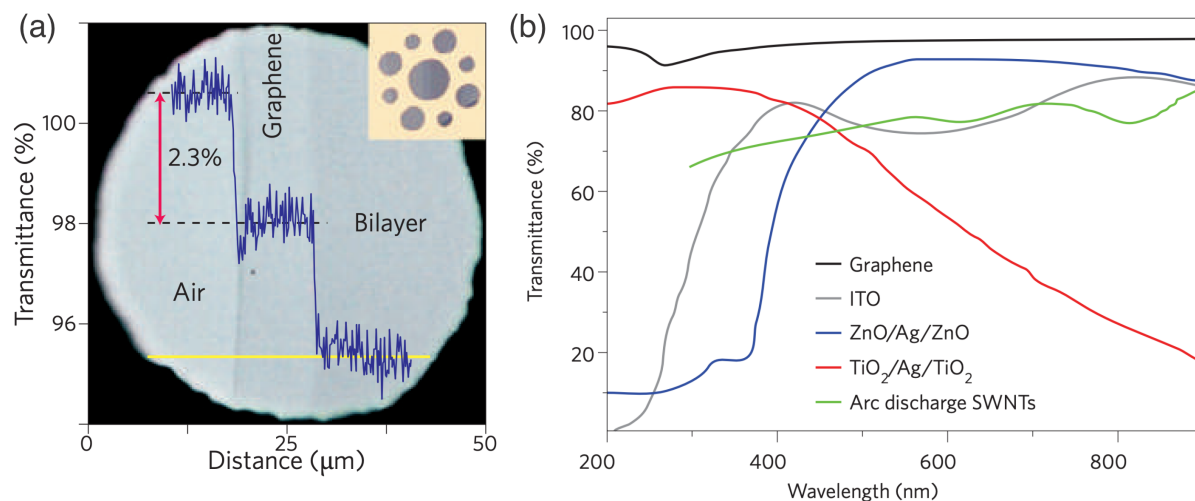 (a)
Transmittance (%)
100
98
96
2.3%
Graphene
Air
Bilayer
0
25
50
Distance (μm)
(b)
Transmittance (%)
100
80
60
40
20
Graphene
ITO
ZnO/Ag/ZnO
TiO2/Ag/TiO2
Arc discharge SWNTs
200
400
600
800
Wavelength (nm)